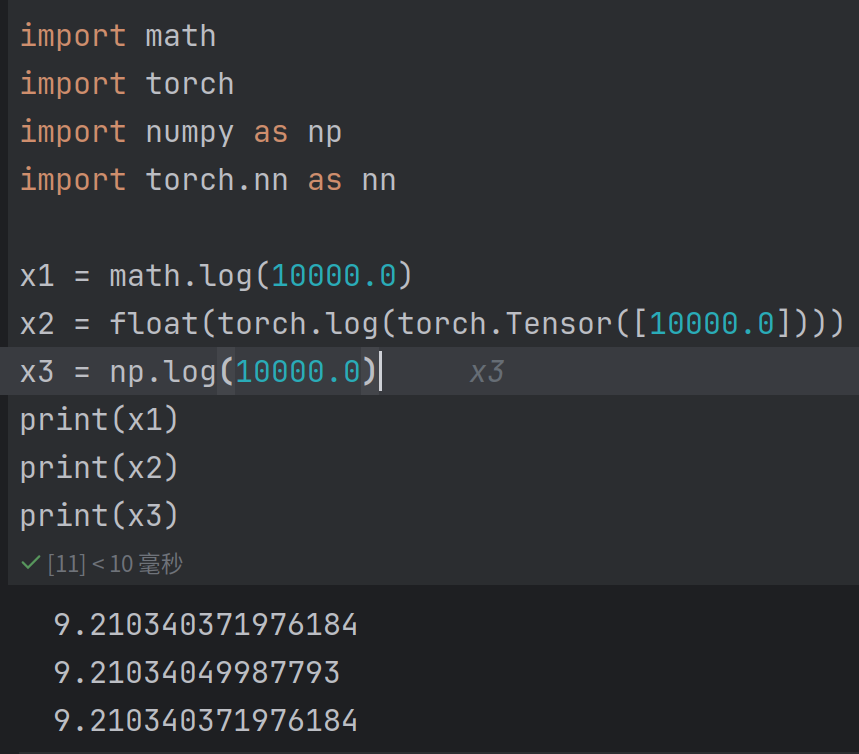 import math
import torch
import numpy as np
import torch.nn as nn
x1 = math.log(10000.0)
x2 = float(torch.log(torch.Tensor([10000.0])))
x3 = np.log(10000.0) x3
print(x1)
print(x2)
print(x3)
[11] < 10 毫秒
9.210340371976184
9.21034049987793
9.210340371976184